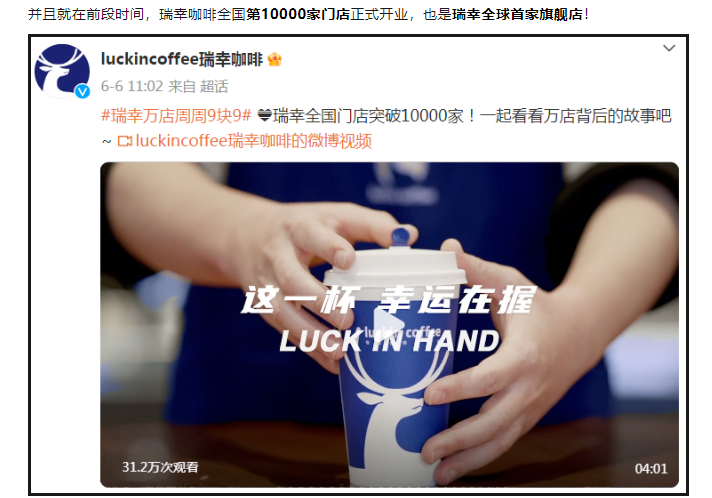 并且就在前段时间，瑞幸咖啡全国第10000家门店正式开业，也是瑞幸全球首家旗舰店！
luckincoffee瑞幸咖啡
6-6 11:02 来自 超话
#瑞幸万店周周9块9# 🖤瑞幸全国门店突破10000家！一起看看万店背后的故事吧
~ luckincoffee瑞幸咖啡的微博视频
这一杯 幸运在握
luckin coffee
LUCK IN HAND
31.2万次观看
04:01